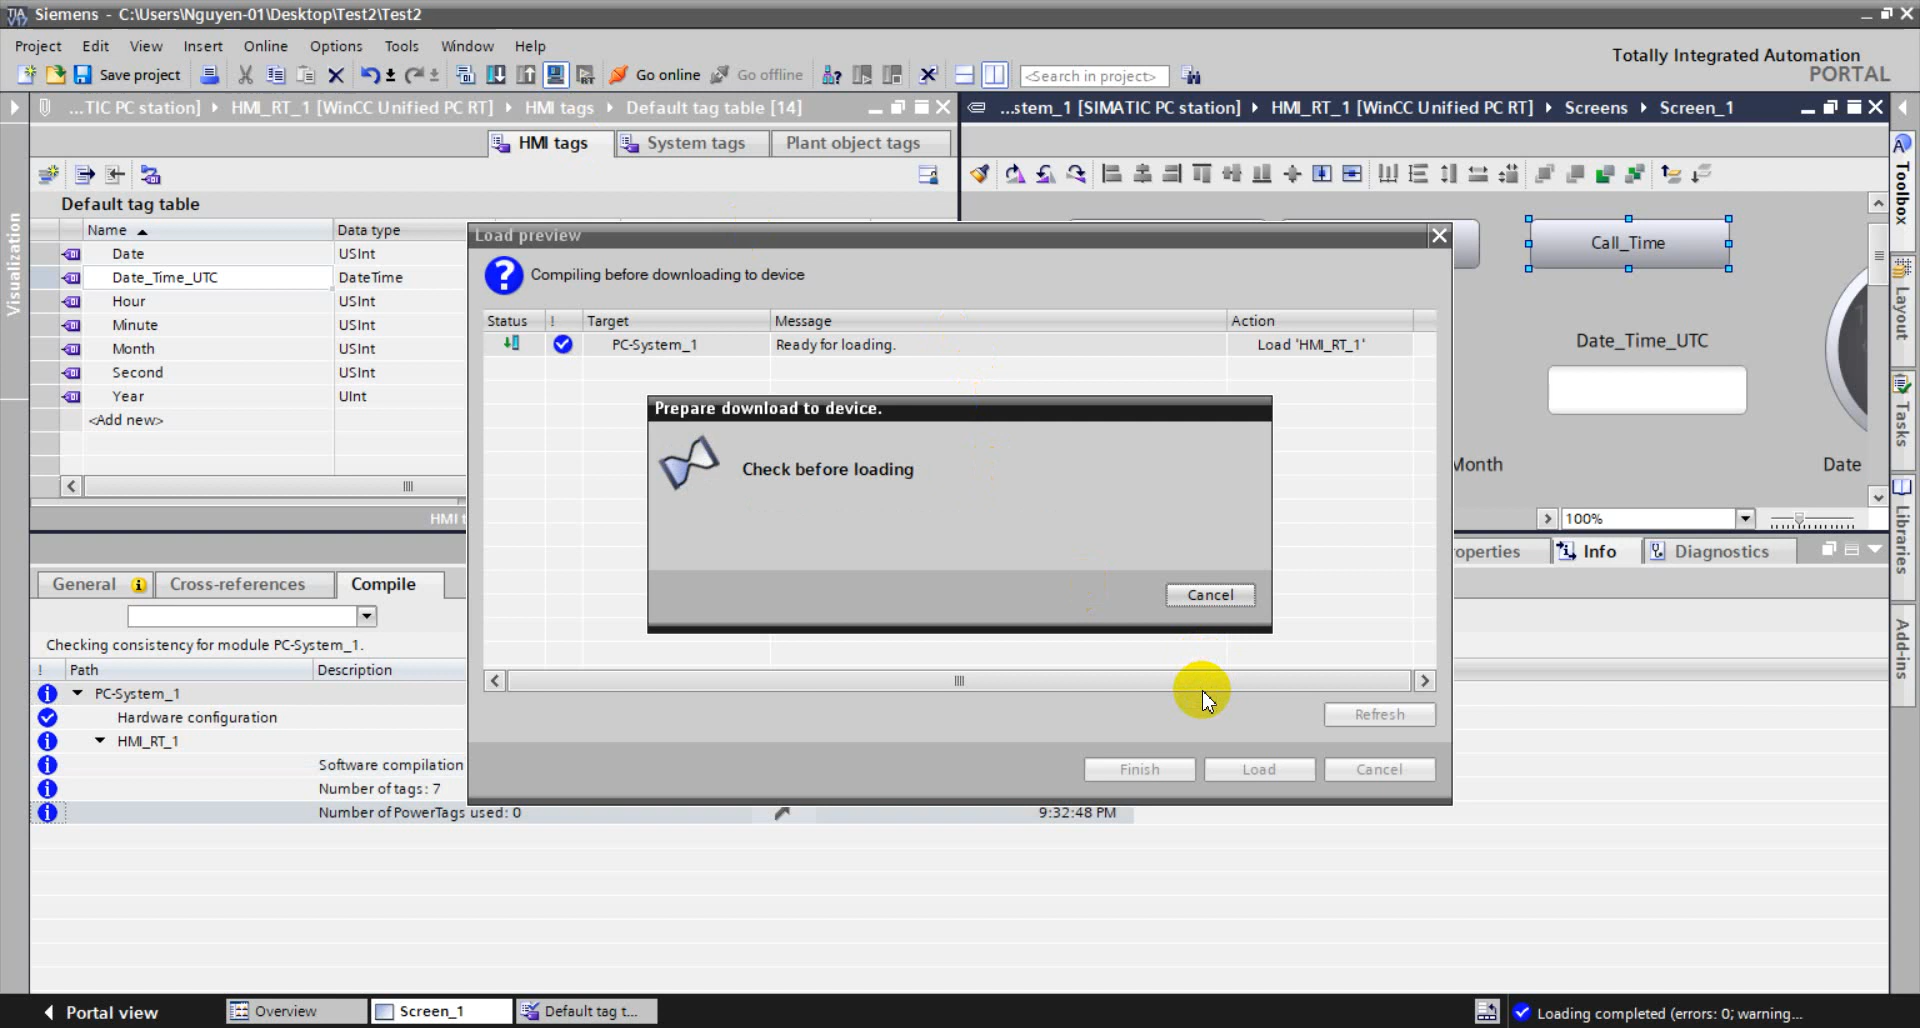 Siemens - C:\Users\Nguyen-01\Desktop\Test2\Test2
Project Edit View Insert Online Options Tools Window Help
Totally Integrated Automation
PORTAL
Save project
Go online
Go offline
<Search in project>
...TIC PC station] HMI_RT_1 [WinCC Unified PC RT] HMI tags Default tag table [14]
...stem_1 [SIMATIC PC station] HMI_RT_1 [WinCC Unified PC RT] Screens Screen_1
HMI tags System tags Plant object tags
Default tag table
Name Data type
Date USInt
Date_Time_UTC DateTime
Hour USInt
Minute USInt
Month USInt
Second USInt
Year UInt
<Add new>
HMI t
Visualization
Load preview
Compiling before downloading to device
Status ! Target Message Action
PC-System_1 Ready for loading. Load 'HMI_RT_1'
Prepare download to device.
Check before loading
Cancel
Refresh
Finish Load Cancel
Call_Time
Date_Time_UTC
Month
Date
100%
Toolbox
Layout
Tasks
Libraries
Add-ins
operties Info Diagnostics
General Cross-references Compile
Checking consistency for module PC-System_1.
! Path Description
PC-System_1
Hardware configuration
HMI_RT_1
Software compilation
Number of tags: 7
Number of PowerTags used: 0 9:32:48 PM
Portal view Overview Screen_1 Default tag t...
Loading completed (errors: 0; warning...